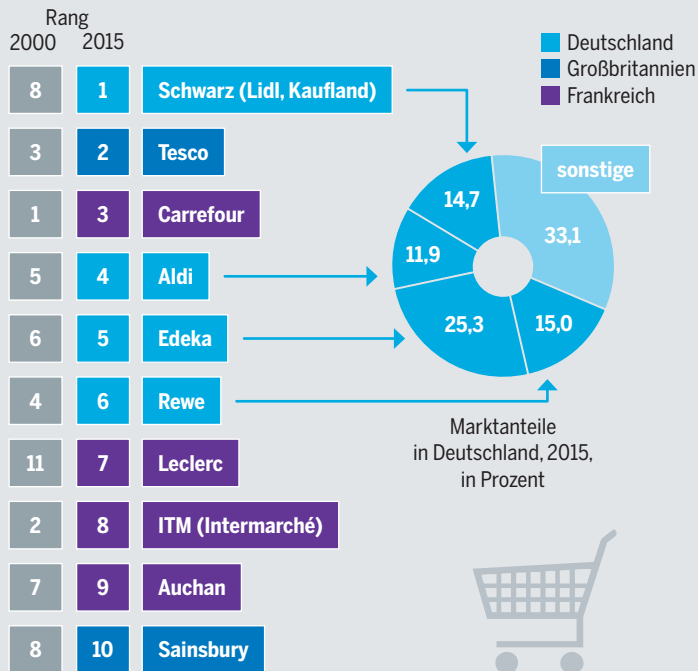 Rang
2000 2015
8 1 Schwarz (Lidl, Kaufland)
3 2 Tesco
1 3 Carrefour
5 4 Aldi
6 5 Edeka
4 6 Rewe
11 7 Leclerc
2 8 ITM (Intermarché)
7 9 Auchan
8 10 Sainsbury
Deutschland
Großbritannien
Frankreich
sonstige
14,7
33,1
11,9
25,3
15,0
Marktanteile
in Deutschland, 2015,
in Prozent